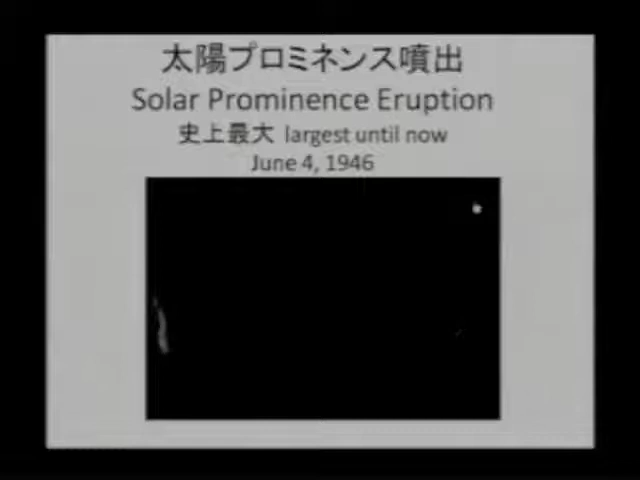 太陽プロミネンス噴出
Solar Prominence Eruption
史上最大 largest until now
June 4, 1946